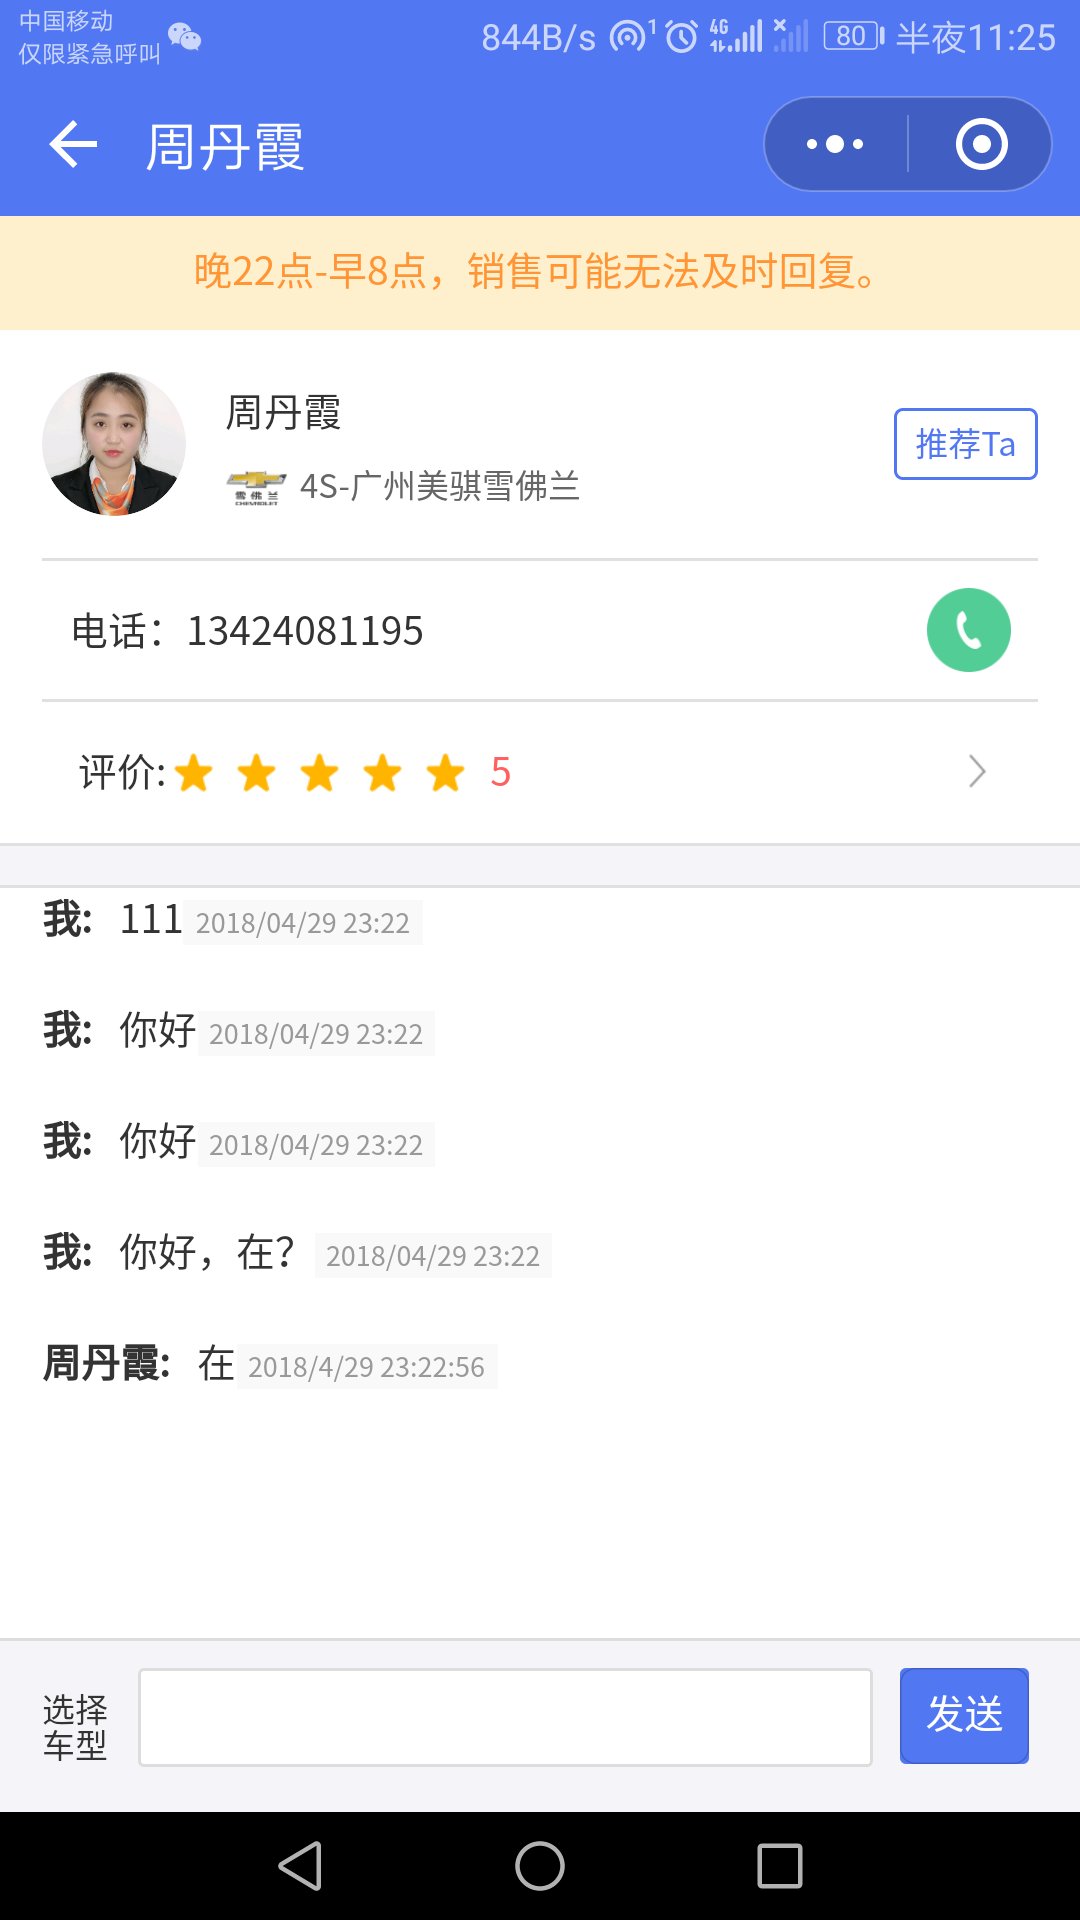 中国移动
仅限紧急呼叫
844B/s 1 4G 80 半夜11:25
周丹霞
晚22点-早8点，销售可能无法及时回复。
周丹霞
推荐Ta
雪佛兰
CHEVROLET
4S-广州美骐雪佛兰
电话：13424081195
评价: 5
我: 111 2018/04/29 23:22
我: 你好 2018/04/29 23:22
我: 你好 2018/04/29 23:22
我: 你好，在？ 2018/04/29 23:22
周丹霞: 在 2018/4/29 23:22:56
选择
车型
发送